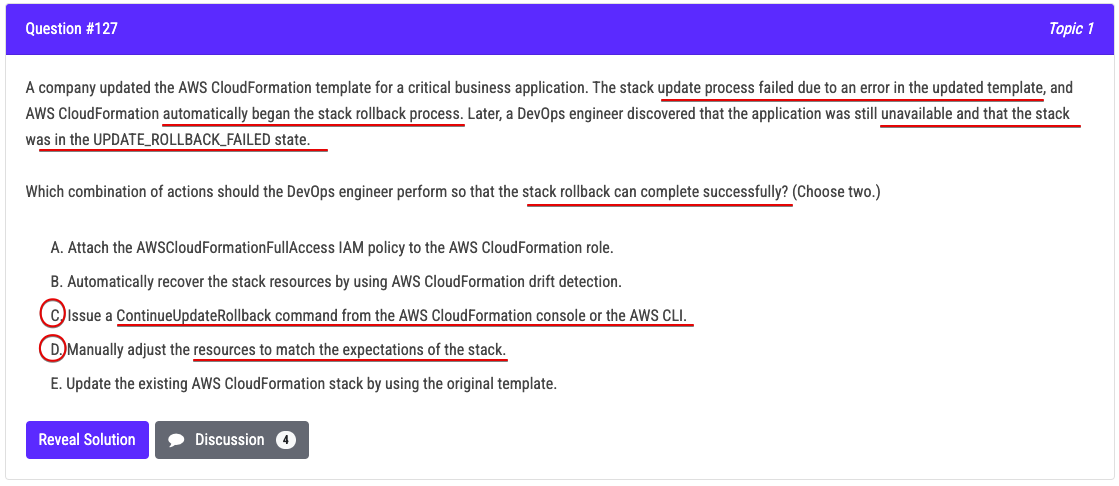 Question #127
Topic 1
A company updated the AWS CloudFormation template for a critical business application. The stack update process failed due to an error in the updated template, and
AWS CloudFormation automatically began the stack rollback process. Later, a DevOps engineer discovered that the application was still unavailable and that the stack
was in the UPDATE_ROLLBACK_FAILED state.
Which combination of actions should the DevOps engineer perform so that the stack rollback can complete successfully? (Choose two.)
A. Attach the AWSCloudFormationFullAccess IAM policy to the AWS CloudFormation role.
B. Automatically recover the stack resources by using AWS CloudFormation drift detection.
C. Issue a ContinueUpdateRollback command from the AWS CloudFormation console or the AWS CLI.
D. Manually adjust the resources to match the expectations of the stack.
E. Update the existing AWS CloudFormation stack by using the original template.
Reveal Solution
Discussion 4